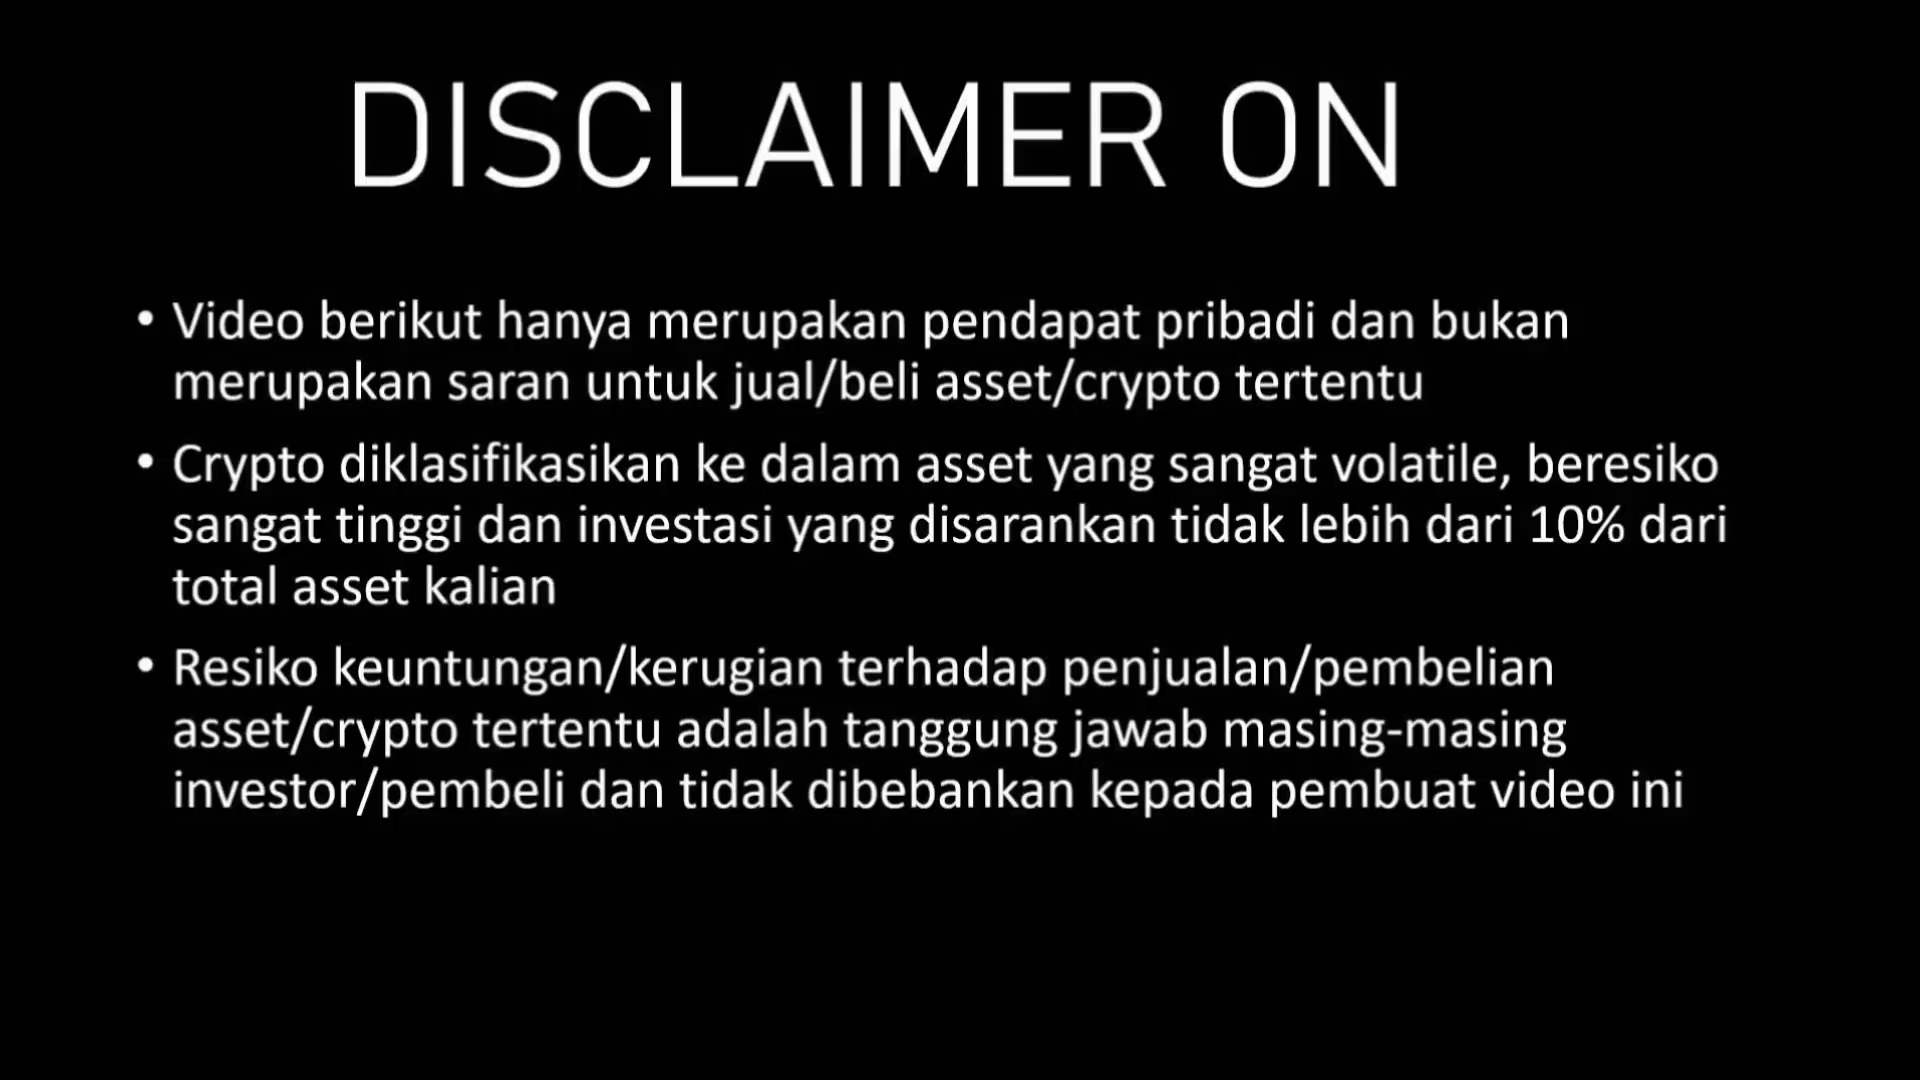 DISCLAIMER ON
• Video berikut hanya merupakan pendapat pribadi dan bukan
merupakan saran untuk jual/beli asset/crypto tertentu
• Crypto diklasifikasikan ke dalam asset yang sangat volatile, beresiko
sangat tinggi dan investasi yang disarankan tidak lebih dari 10% dari
total asset kalian
• Resiko keuntungan/kerugian terhadap penjualan/pembelian
asset/crypto tertentu adalah tanggung jawab masing-masing
investor/pembeli dan tidak dibebankan kepada pembuat video ini